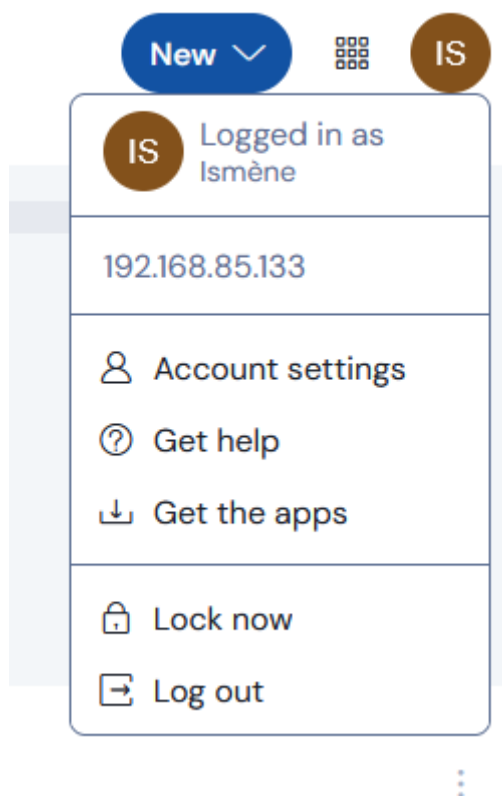 New
IS
IS
Logged in as
Ismène
192.168.85.133
Account settings
Get help
Get the apps
Lock now
Log out